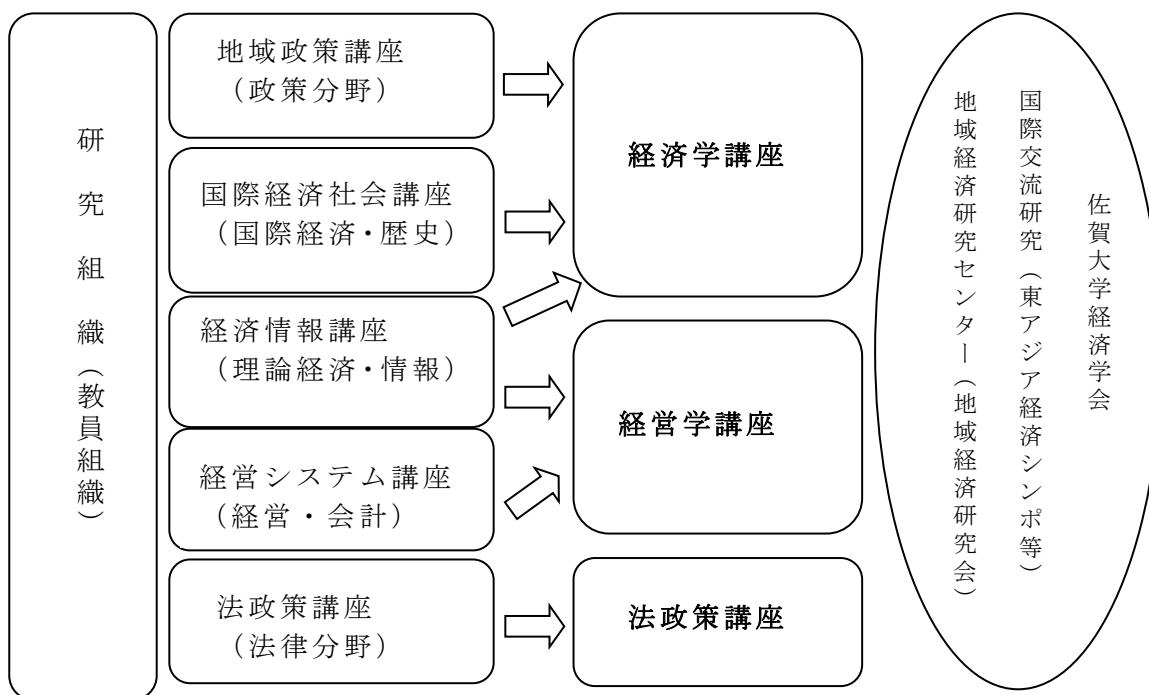 研究組織（教員組織）
地域政策講座
（政策分野）
国際経済社会講座
（国際経済・歴史）
経済情報講座
（理論経済・情報）
経営システム講座
（経営・会計）
法政策講座
（法律分野）
経済学講座
経営学講座
法政策講座
佐賀大学経済学会
国際交流研究（東アジア経済シンポ等）
地域経済研究センター（地域経済研究会）